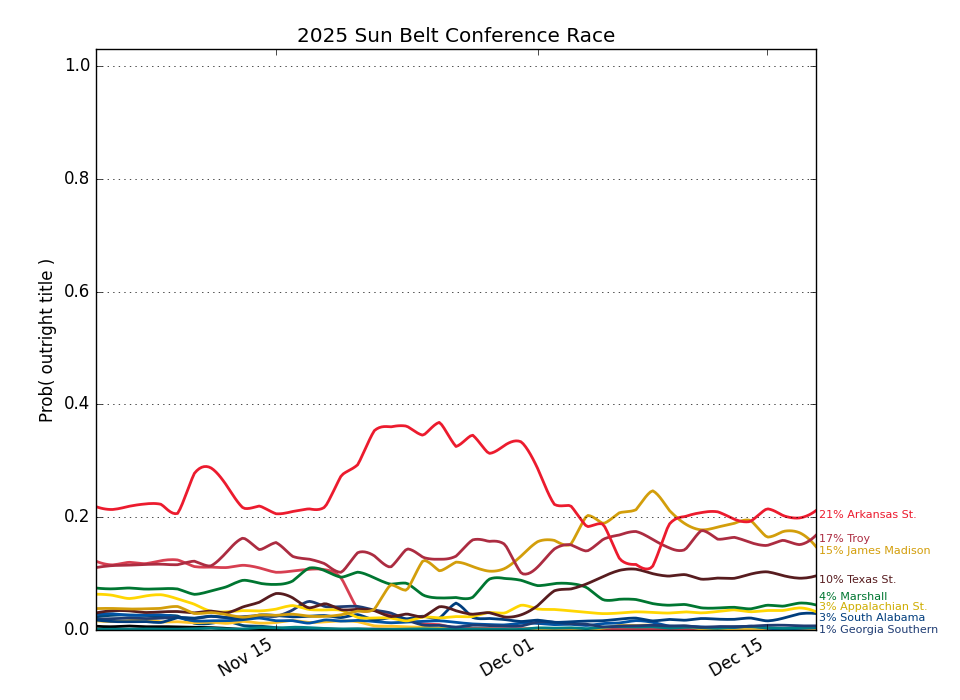 2025 Sun Belt Conference Race
1.0
0.8
0.6
0.4
0.2
0.0
Prob( outright title )
Nov 15
Dec 01
Dec 15
21% Arkansas St.
17% Troy
15% James Madison
10% Texas St.
4% Marshall
3% Appalachian St.
3% South Alabama
1% Georgia Southern